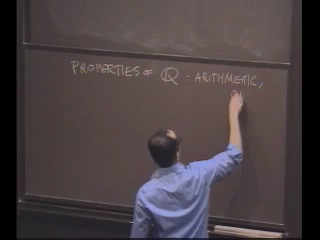 PROPERTIES OF ℚ : ARITHMETIC,